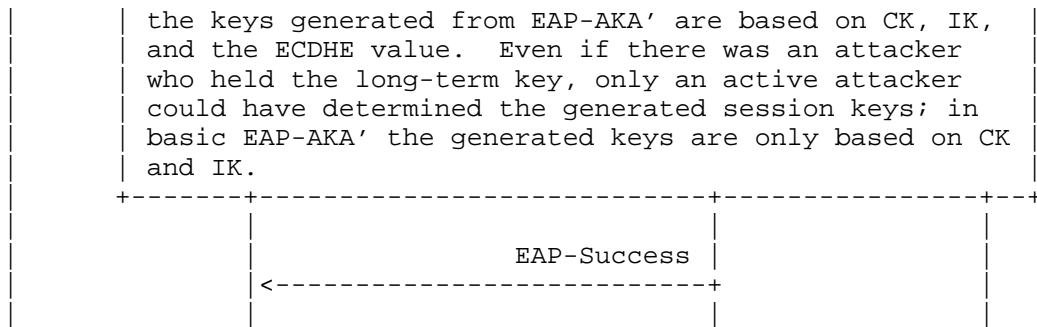 |       | the keys generated from EAP-AKA’ are based on CK, IK,  |
|       | and the ECDHE value.  Even if there was an attacker    |
|       | who held the long-term key, only an active attacker    |
|       | could have determined the generated session keys; in   |
|       | basic EAP-AKA’ the generated keys are only based on CK |
|       | and IK.                                                |
|       +-------+----------------------------+----------------+--+
|               |                            |                |
|               |                EAP-Success |                |
|               |<---------------------------+                |
|               |                            |                |